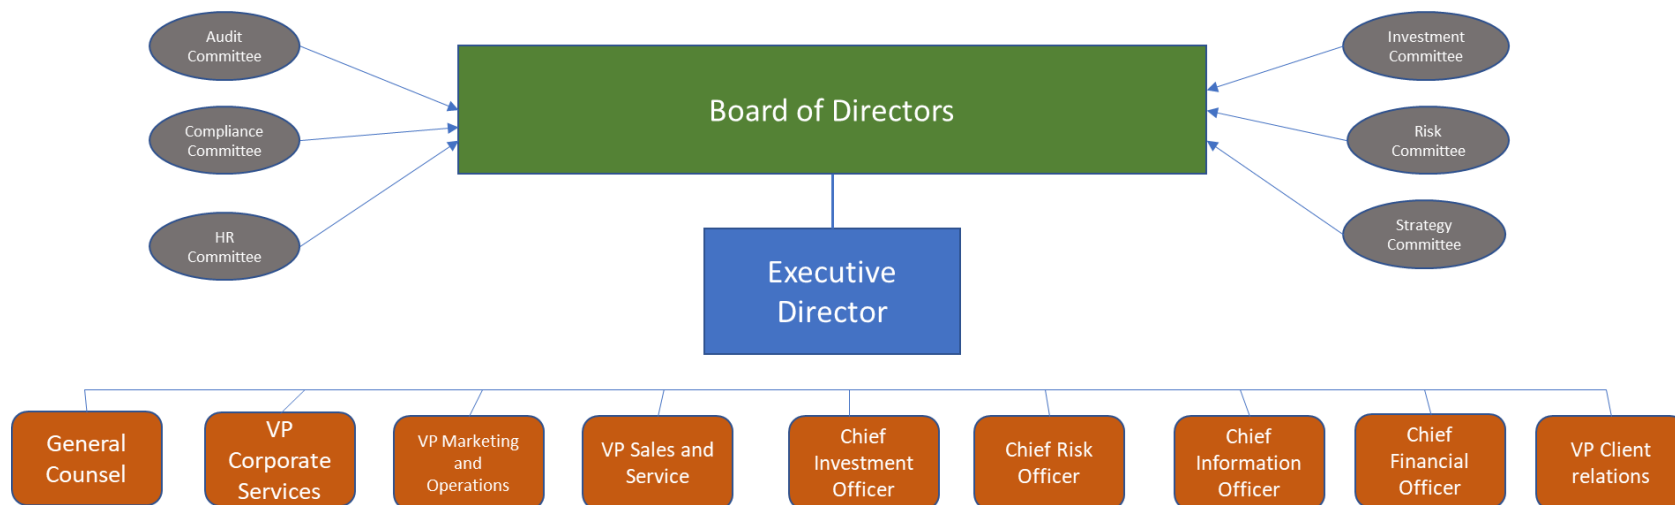 Audit
Committee
Compliance
Committee
HR
Committee
Board of Directors
Investment
Committee
Risk
Committee
Strategy
Committee
Executive
Director
General
Counsel
VP
Corporate
Services
VP Marketing
and
Operations
VP Sales and
Service
Chief
Investment
Officer
Chief Risk
Officer
Chief
Information
Officer
Chief
Financial
Officer
VP Client
relations